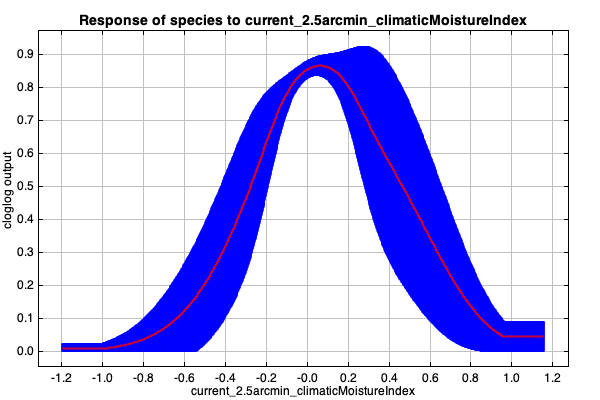 Response of species to current_2.5arcmin_climaticMoistureIndex
cloglog output
0.9
0.8
0.7
0.6
0.5
0.4
0.3
0.2
0.1
0.0
-1.2 -1.0 -0.8 -0.6 -0.4 -0.2 -0.0 0.2 0.4 0.6 0.8 1.0 1.2
current_2.5arcmin_climaticMoistureIndex